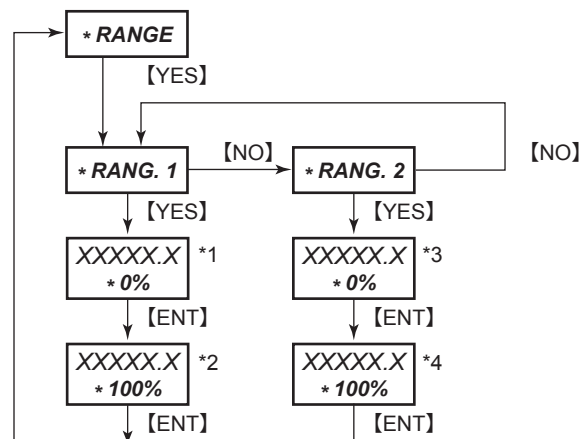 * RANGE
【YES】
* RANG. 1
【NO】
* RANG. 2
【NO】
【YES】
【YES】
XXXXX.X
* 0%
*1
XXXXX.X
* 0%
*3
【ENT】
【ENT】
XXXXX.X
* 100%
*2
XXXXX.X
* 100%
*4
【ENT】
【ENT】